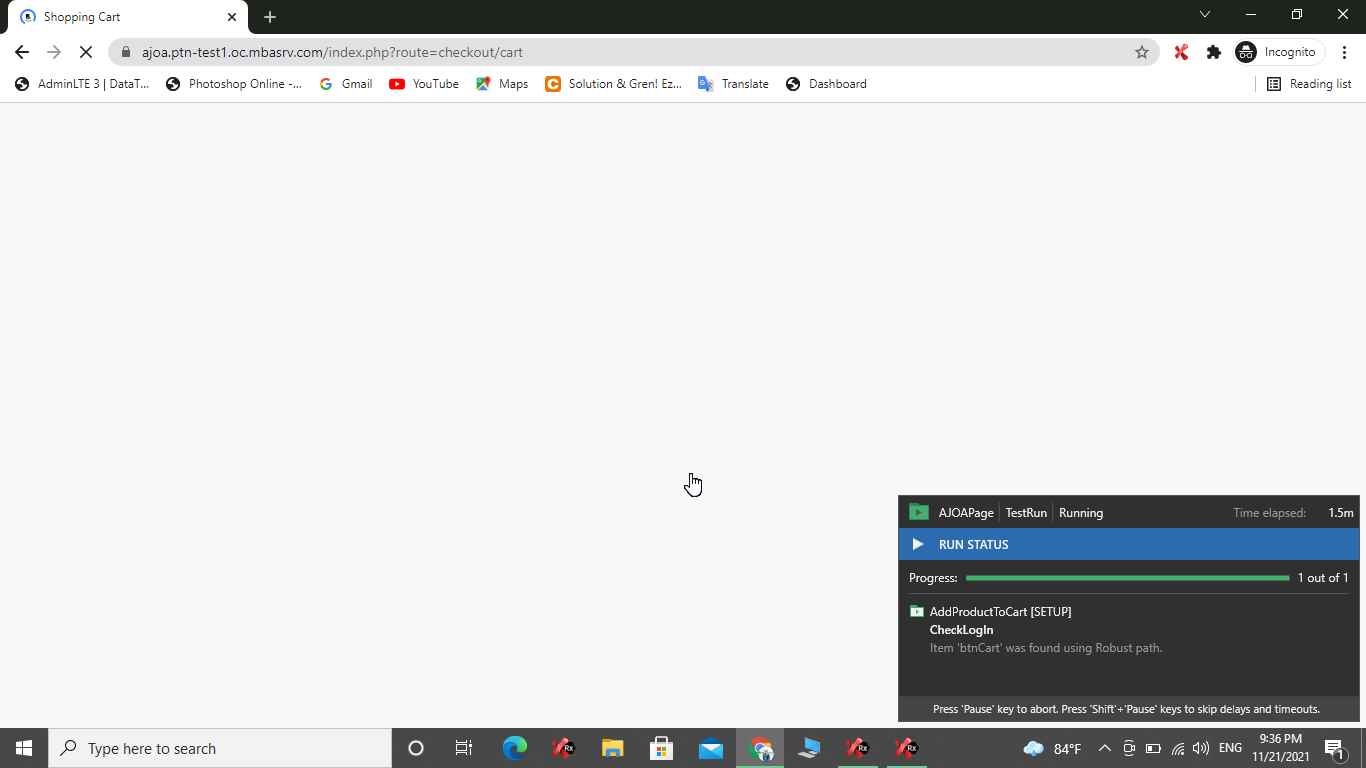 Shopping Cart
ajoa.ptn-test1.oc.mbasrv.com/index.php?route=checkout/cart
Incognito
AdminLTE 3 | DataT...
Photoshop Online -...
Gmail
YouTube
Maps
Solution & Gren! Ez...
Translate
Dashboard
Reading list
AJOAPage TestRun Running Time elapsed: 1.5m
RUN STATUS
Progress: 1 out of 1
AddProductToCart [SETUP]
CheckLogIn
Item 'btnCart' was found using Robust path.
Press 'Pause' key to abort. Press 'Shift'+'Pause' keys to skip delays and timeouts.
Type here to search
Rx
Rx
Rx
84°F
ENG
9:36 PM
11/21/2021
1